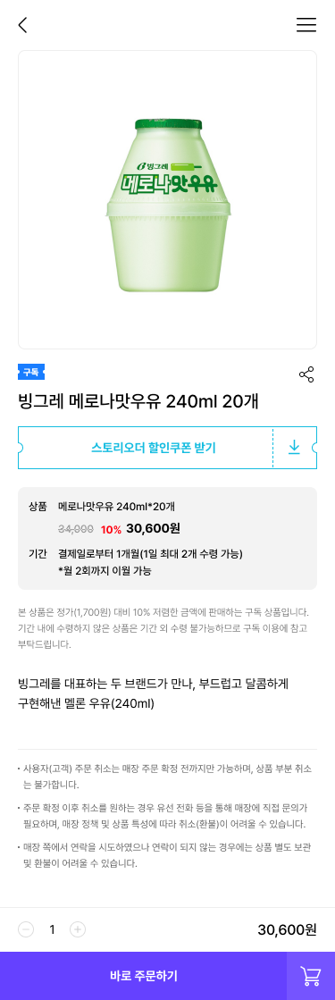 빙그레
메로나맛우유
구독
빙그레 메로나맛우유 240ml 20개
스토리오더 할인쿠폰 받기
상품 메로나맛우유 240ml*20개
34,000 10% 30,600원
기간 결제일로부터 1개월(1일 최대 2개 수령 가능)
*월 2회까지 이월 가능
본 상품은 정가(1,700원) 대비 10% 저렴한 금액에 판매하는 구독 상품입니다.
기간 내에 수령하지 않은 상품은 기간 외 수령 불가능하므로 구독 이용에 참고
부탁드립니다.
빙그레를 대표하는 두 브랜드가 만나, 부드럽고 달콤하게
구현해낸 멜론 우유(240ml)
• 사용자(고객) 주문 취소는 매장 주문 확정 전까지만 가능하며, 상품 부분 취소
는 불가합니다.
• 주문 확정 이후 취소를 원하는 경우 유선 전화 등을 통해 매장에 직접 문의가
필요하며, 매장 정책 및 상품 특성에 따라 취소(환불)이 어려울 수 있습니다.
• 매장 쪽에서 연락을 시도하였으나 연락이 되지 않는 경우에는 상품 별도 보관
및 환불이 어려울 수 있습니다.
1 30,600원
바로 주문하기